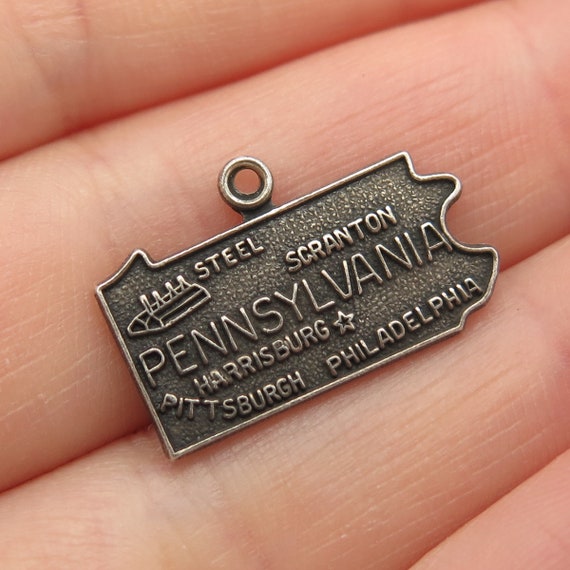 STEEL
SCRANTON
PENNSYLVANIA
HARRISBURG
PITTSBURGH
PHILADELPHIA